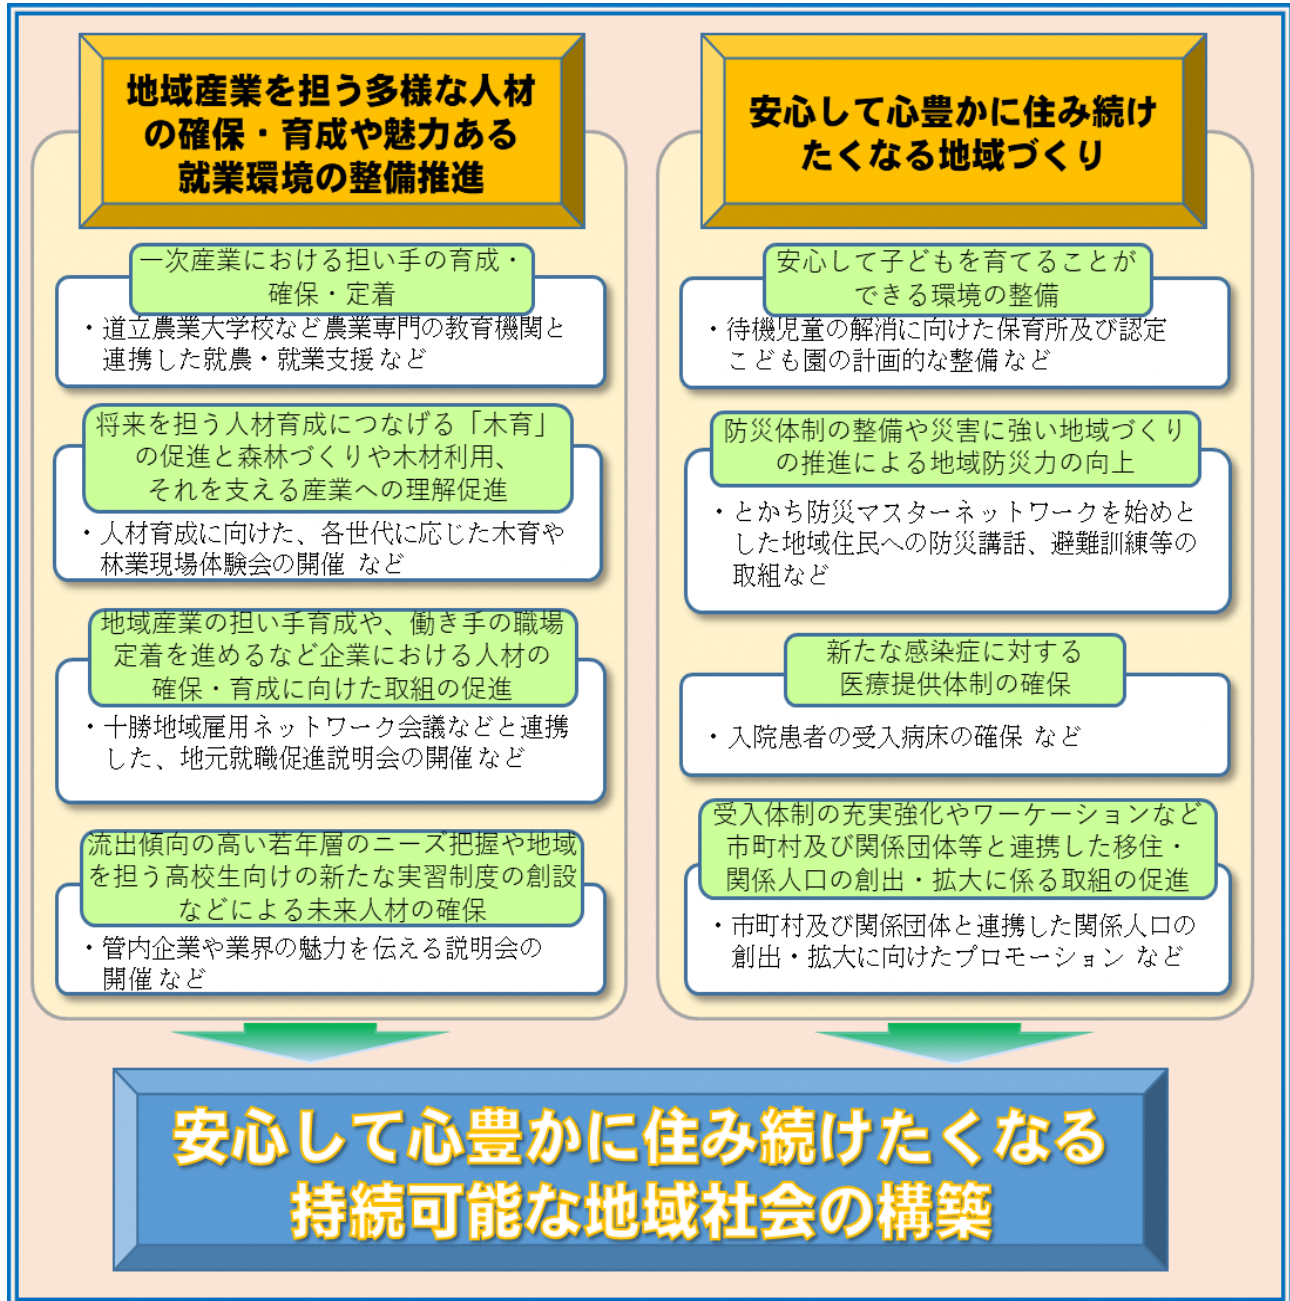 地域産業を担う多様な人材
の確保・育成や魅力ある
就業環境の整備推進
一次産業における担い手の育成・
確保・定着
・道立農業大学校など農業専門の教育機関と
連携した就農・就業支援 など
将来を担う人材育成につなげる「木育」
の促進と森林づくりや木材利用、
それを支える産業への理解促進
・人材育成に向けた、各世代に応じた木育や
林業現場体験会の開催 など
地域産業の担い手育成や、働き手の職場
定着を進めるなど企業における人材の
確保・育成に向けた取組の促進
・十勝地域雇用ネットワーク会議などと連携
した、地元就職促進説明会の開催 など
流出傾向の高い若年層のニーズ把握や地域
を担う高校生向けの新たな実習制度の創設
などによる未来人材の確保
・管内企業や業界の魅力を伝える説明会の
開催 など
安心して心豊かに住み続け
たくなる地域づくり
安心して子どもを育てることが
できる環境の整備
・待機児童の解消に向けた保育所及び認定
こども園の計画的な整備 など
防災体制の整備や災害に強い地域づくり
の推進による地域防災力の向上
・とかち防災マスターネットワークを始めと
した地域住民への防災講話、避難訓練等の
取組など
新たな感染症に対する
医療提供体制の確保
・入院患者の受入病床の確保 など
受入体制の充実強化やワーケーションなど
市町村及び関係団体等と連携した移住・
関係人口の創出・拡大に係る取組の促進
・市町村及び関係団体と連携した関係人口の
創出・拡大に向けたプロモーション など
安心して心豊かに住み続けたくなる
持続可能な地域社会の構築